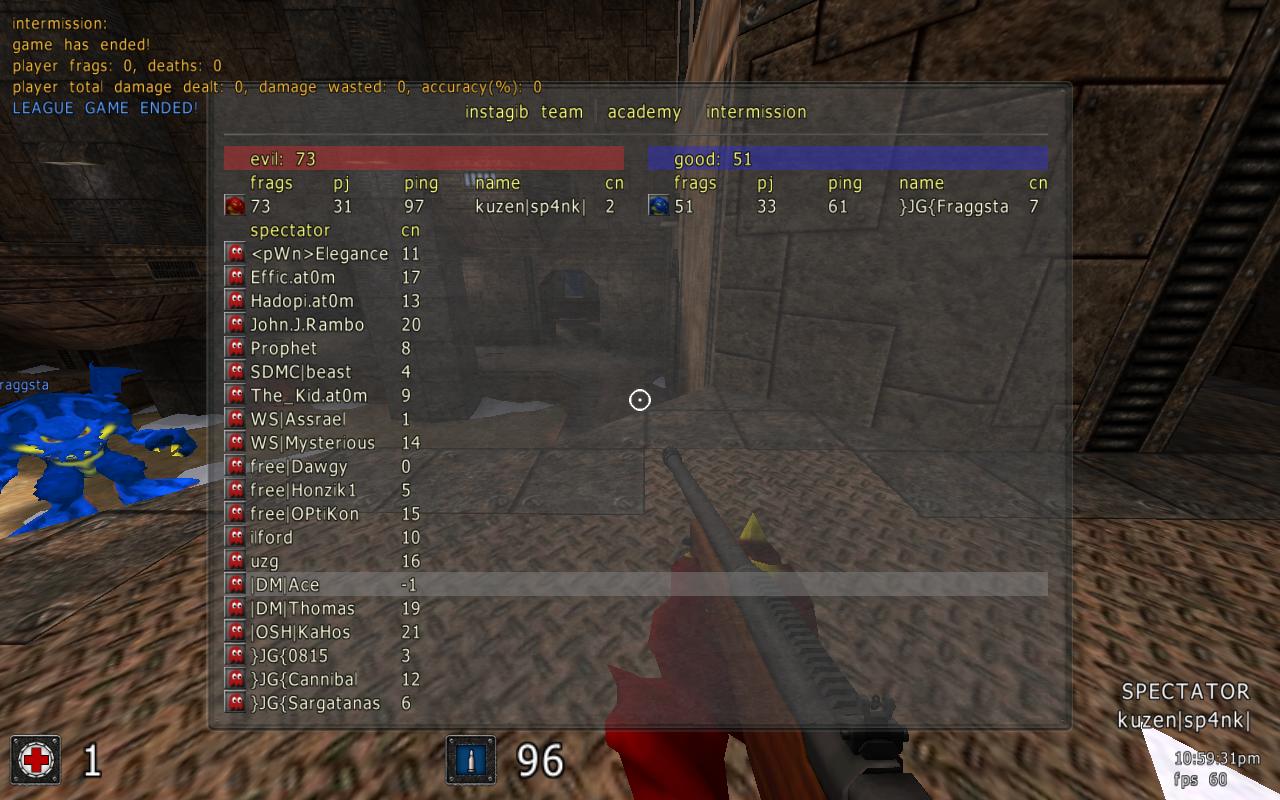 intermission:
game has ended!
player frags: 0, deaths: 0
player total damage dealt: 0, damage wasted: 0, accuracy(%): 0
LEAGUE GAME ENDED!
instagib team academy intermission
evil: 73 good: 51
frags pj ping name cn frags pj ping name cn
73 31 97 kuzen|sp4nk| 2 51 33 61 }JG{Fraggsta 7
spectator cn
<pWn>Elegance 11
Effic.at0m 17
Hadopi.at0m 13
John.J.Rambo 20
Prophet 8
SDMC|beast 4
The_Kid.at0m 9
raggsta
WS|Assrael 1
WS|Mysterious 14
free|Dawgy 0
free|Honzik1 5
free|OPtiKon 15
ilford 10
uzg 16
|DM|Ace -1
|DM|Thomas 19
|OSH|KaHos 21
}JG{0815 3
}JG{Cannibal 12
}JG{Sargatanas 6
SPECTATOR
kuzen|sp4nk|
1 96
10:59:31pm
fps 60